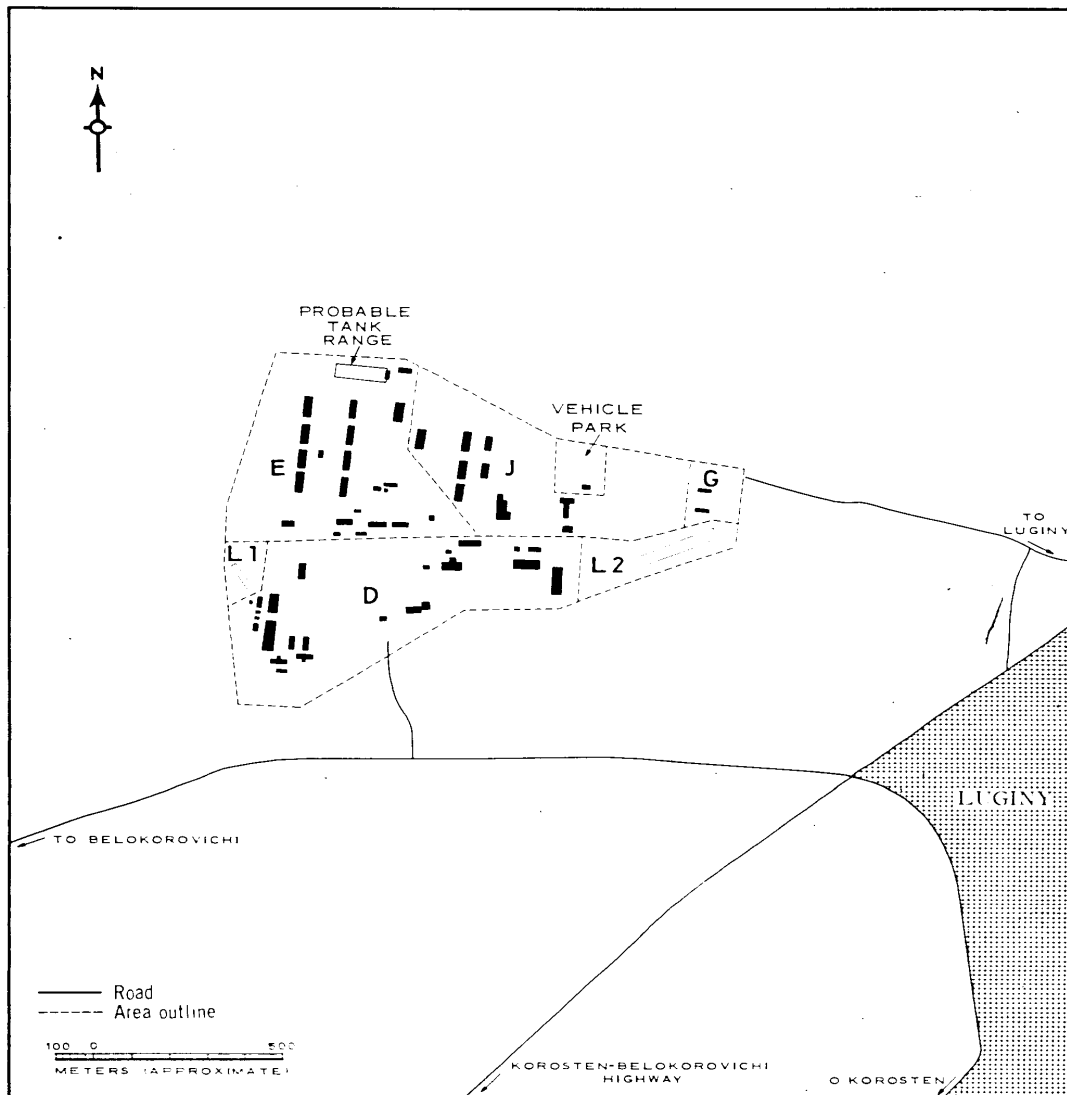 N
PROBABLE
TANK
RANGE
VEHICLE
PARK
E
J
G
TO
LUGINY
L1
L2
D
LUGINY
TO BELOKOROVICHI
Road
Area outline
100 0 500
METERS (APPROXIMATE)
KOROSTEN-BELOKOROVICHI
HIGHWAY
O KOROSTEN